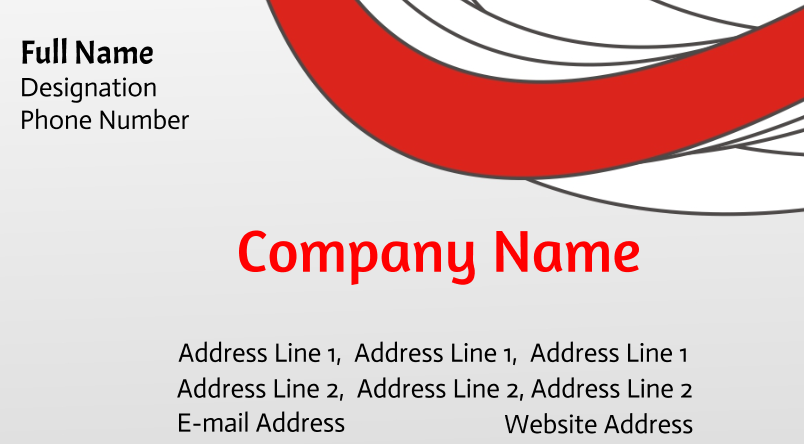 Full Name
Designation
Phone Number
Company Name
Address Line 1, Address Line 1, Address Line 1
Address Line 2, Address Line 2, Address Line 2
E-mail Address Website Address